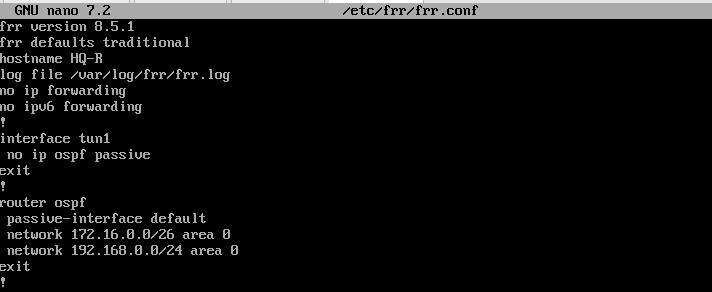 GNU nano 7.2 /etc/frr/frr.conf
frr version 8.5.1
frr defaults traditional
hostname HQ-R
log file /var/log/frr/frr.log
no ip forwarding
no ipv6 forwarding
!
interface tun1
no ip ospf passive
exit
!
router ospf
passive-interface default
network 172.16.0.0/26 area 0
network 192.168.0.0/24 area 0
exit
!